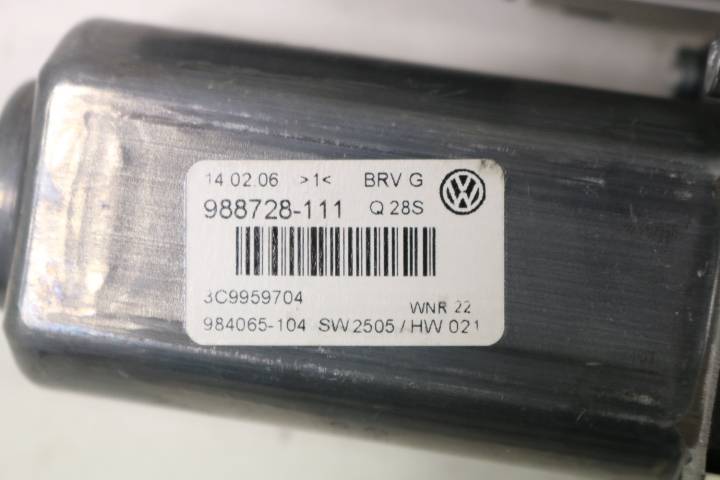 14 02.06 >1< BRV G
988728-111 Q 28S
3C9959704
WNR 22
984065-104 SW 2505 / HW 021